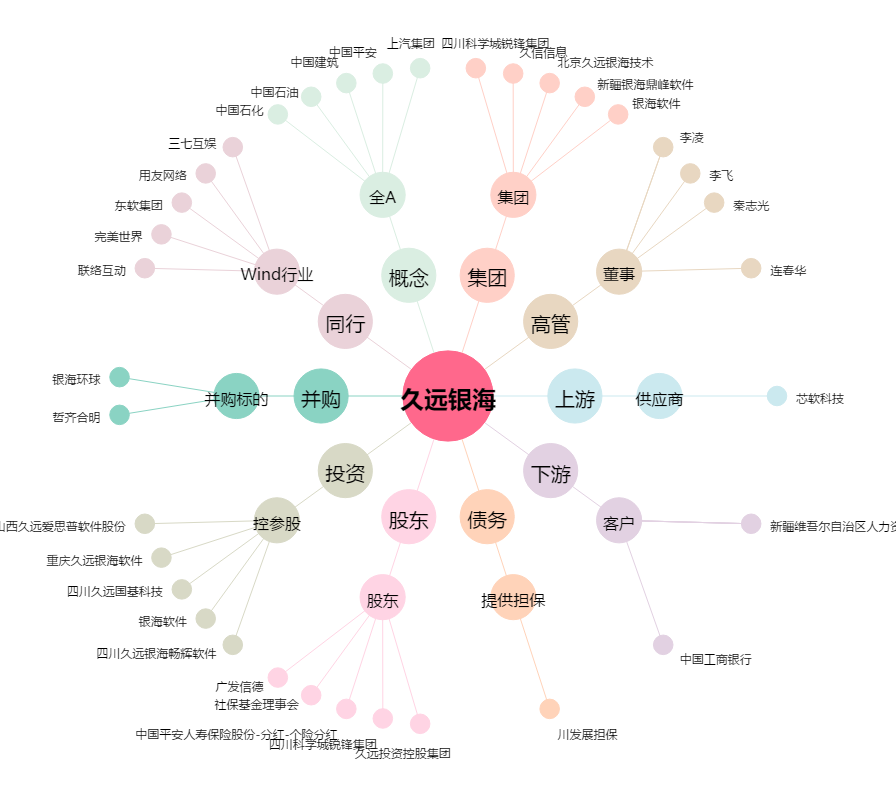 上汽集团
四川科学城锐锋集团
中国平安
久信信息
中国建筑
北京久远银海技术
中国石油
新疆银海鼎峰软件
中国石化
银海软件
三七互娱
李凌
用友网络
李飞
全A
集团
东软集团
秦志光
完美世界
联络互动
Wind行业
概念
集团
董事
连春华
同行
高管
银海环球
并购标的
并购
久远银海
上游
供应商
芯软科技
哲齐合明
投资
下游
山西久远爱思普软件股份
控参股
股东
债务
客户
新疆维吾尔自治区人力资
重庆久远银海软件
四川久远国基科技
股东
提供担保
银海软件
四川久远银海畅辉软件
中国工商银行
广发信德
社保基金理事会
中国平安人寿保险股份-分红-个险分红
川发展担保
四川科学城锐锋集团
久远投资控股集团